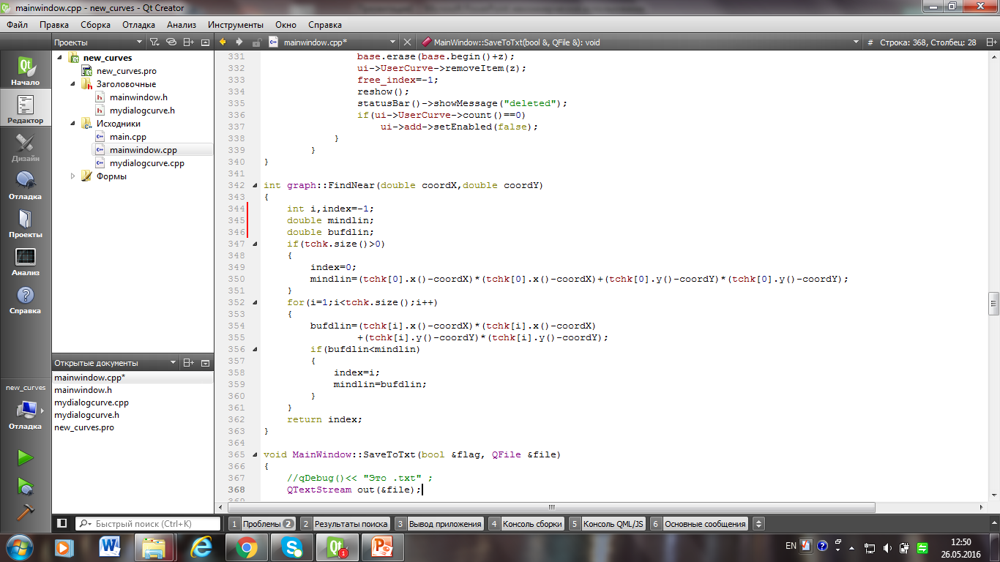 mainwindow.cpp - new_curves - Qt Creator
Файл Правка Сборка Отладка Анализ Инструменты Окно Справка
Проекты mainwindow.cpp* MainWindow::SaveToTxt(bool &, QFile &): void # Строка: 368, Столбец: 28
Начало
Редактор
Дизайн
Отладка
Проекты
Анализ
Справка
new_curves
Отладка
new_curves
new_curves.pro
Заголовочные
mainwindow.h
mydialogcurve.h
Исходники
main.cpp
mainwindow.cpp
mydialogcurve.cpp
Формы
Открытые документы
mainwindow.cpp*
mainwindow.h
mydialogcurve.cpp
mydialogcurve.h
new_curves.pro
331 base.erase(base.begin()+z);
332 ui->UserCurve->removeItem(z);
333 free_index=-1;
334 reshow();
335 statusBar()->showMessage("deleted");
336 if(ui->UserCurve->count()==0)
337 ui->add->setEnabled(false);
338 }
339 }
340 }
341
342 int graph::FindNear(double coordX,double coordY)
343 {
344 int i,index=-1;
345 double mindlin;
346 double bufdlin;
347 if(tchk.size()>0)
348 {
349 index=0;
350 mindlin=(tchk[0].x()-coordX)*(tchk[0].x()-coordX)+(tchk[0].y()-coordY)*(tchk[0].y()-coordY);
351 }
352 for(i=1;i<tchk.size();i++)
353 {
354 bufdlin=(tchk[i].x()-coordX)*(tchk[i].x()-coordX)
355 +(tchk[i].y()-coordY)*(tchk[i].y()-coordY);
356 if(bufdlin<mindlin)
357 {
358 index=i;
359 mindlin=bufdlin;
360 }
361 }
362 return index;
363 }
364
365 void MainWindow::SaveToTxt(bool &flag, QFile &file)
366 {
367 //qDebug()<< "Это .txt" ;
368 QTextStream out(&file);
369
Быстрый поиск (Ctrl+K) 1 Проблемы 2 2 Результаты поиска 3 Вывод приложения 4 Консоль сборки 5 Консоль QML/JS 6 Основные сообщения
EN 12:50
26.05.2016